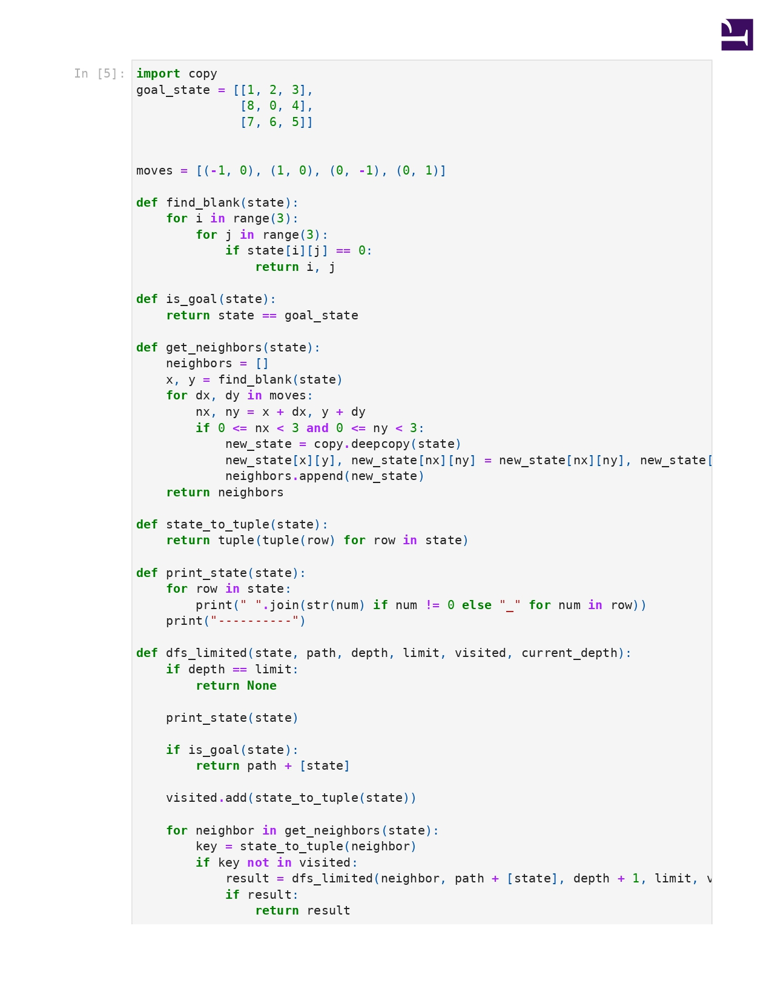 In [5]: import copy
goal_state = [[1, 2, 3],
              [8, 0, 4],
              [7, 6, 5]]
moves = [(-1, 0), (1, 0), (0, -1), (0, 1)]
def find_blank(state):
    for i in range(3):
        for j in range(3):
            if state[i][j] == 0:
                return i, j
def is_goal(state):
    return state == goal_state
def get_neighbors(state):
    neighbors = []
    x, y = find_blank(state)
    for dx, dy in moves:
        nx, ny = x + dx, y + dy
        if 0 <= nx < 3 and 0 <= ny < 3:
            new_state = copy.deepcopy(state)
            new_state[x][y], new_state[nx][ny] = new_state[nx][ny], new_state[
            neighbors.append(new_state)
    return neighbors
def state_to_tuple(state):
    return tuple(tuple(row) for row in state)
def print_state(state):
    for row in state:
        print(" ".join(str(num) if num != 0 else "_" for num in row))
    print("----------")
def dfs_limited(state, path, depth, limit, visited, current_depth):
    if depth == limit:
        return None
    print_state(state)
    if is_goal(state):
        return path + [state]
    visited.add(state_to_tuple(state))
    for neighbor in get_neighbors(state):
        key = state_to_tuple(neighbor)
        if key not in visited:
            result = dfs_limited(neighbor, path + [state], depth + 1, limit, v
            if result:
                return result